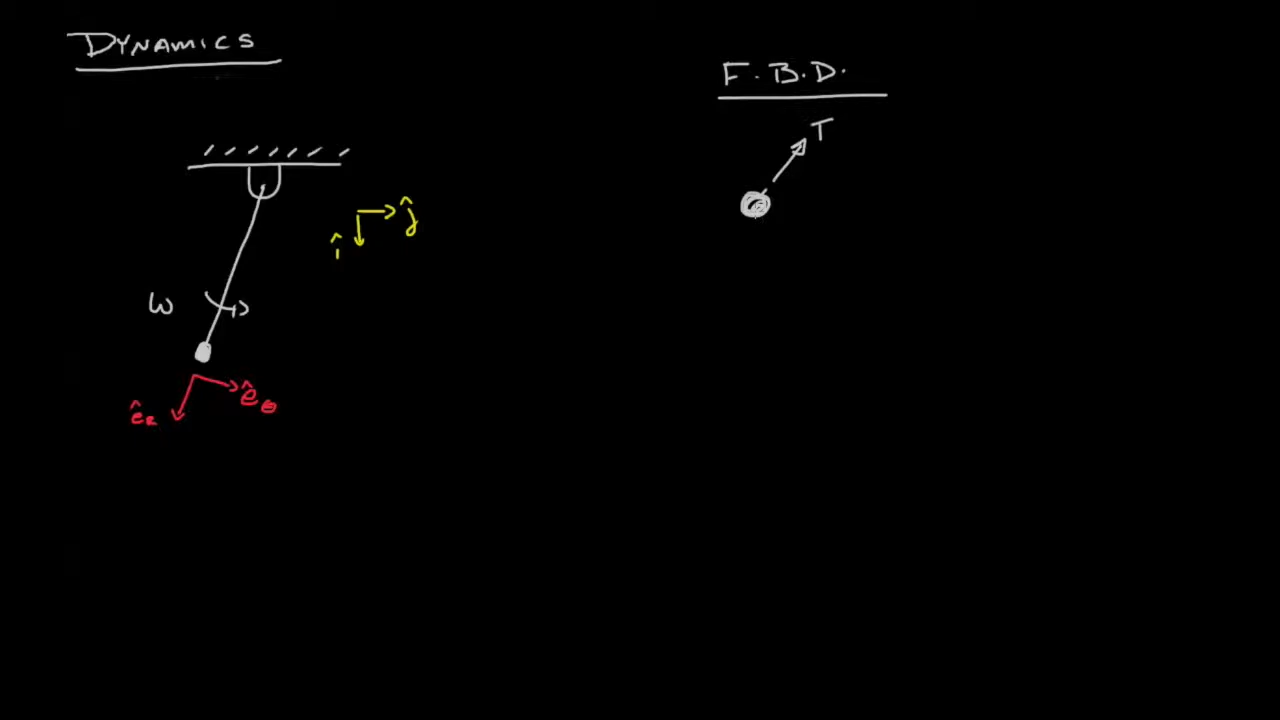 DYNAMICS
F.B.D.
T
ĵ
î
ω
ê_θ
ê_R